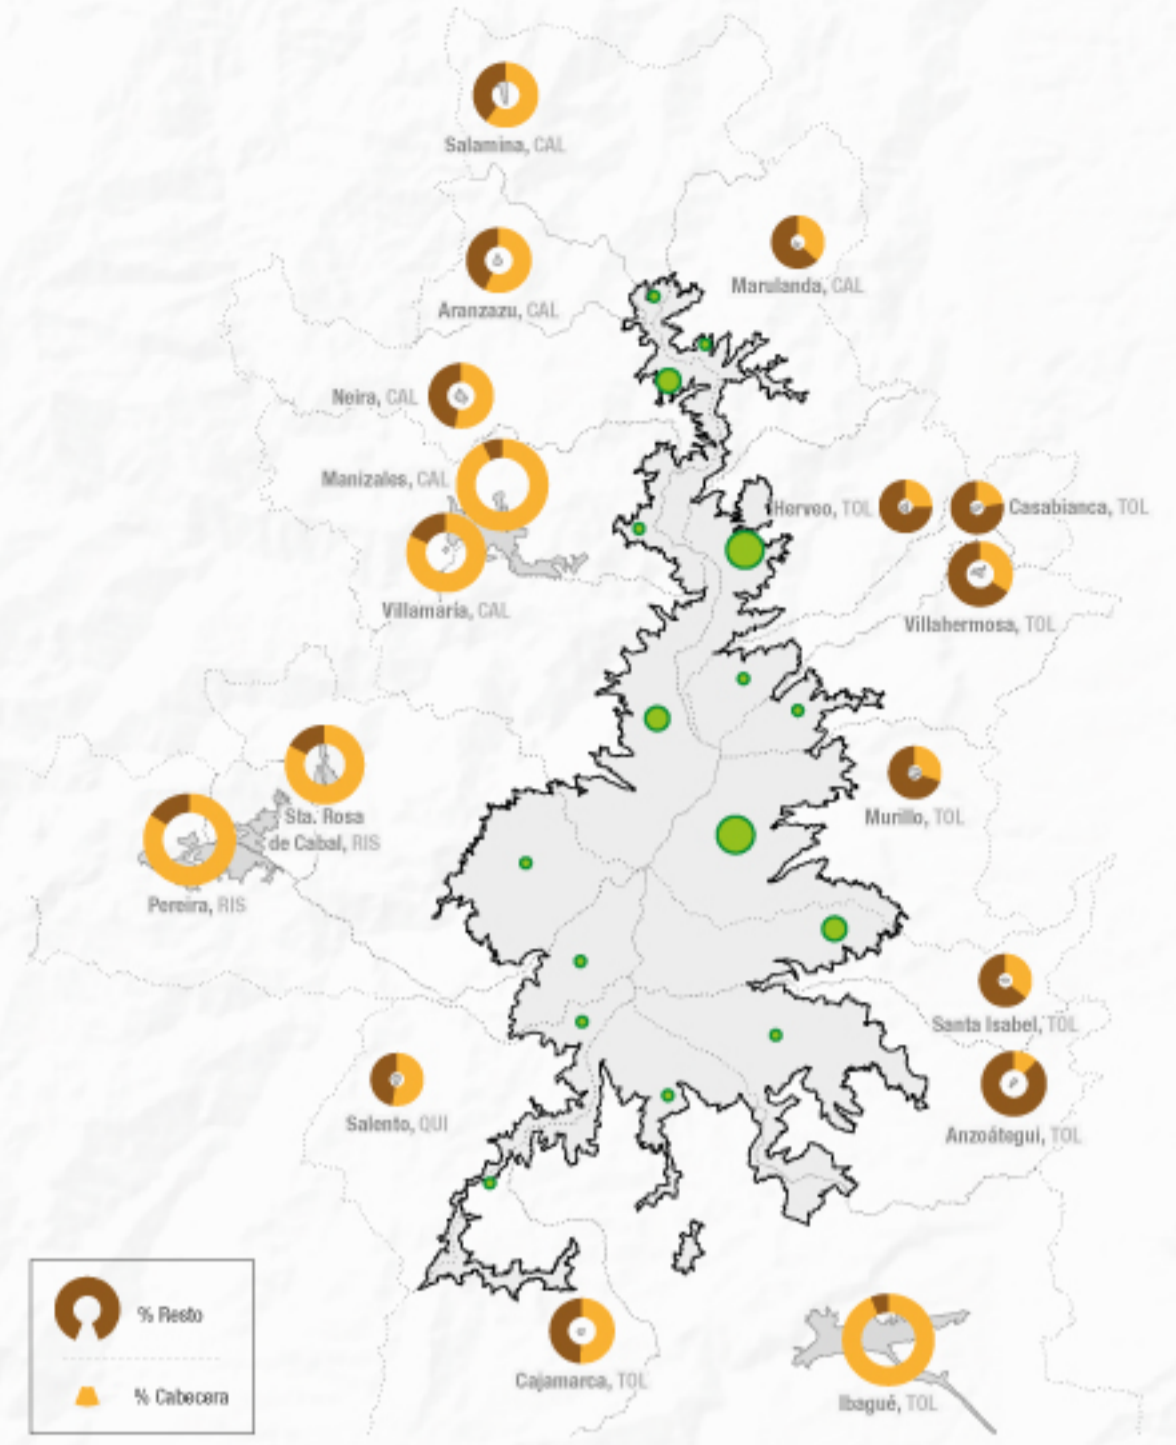 Salamina, CAL
Marulanda, CAL
Aranzazu, CAL
Neira, CAL
Manizales, CAL
Herveo, TOL
Casabianca, TOL
Villamaría, CAL
Villahermosa, TOL
Murillo, TOL
Sta. Rosa
de Cabal, RIS
Pereira, RIS
Santa Isabel, TOL
Salento, QUI
Anzoátegui, TOL
% Resto
% Cabecera
Cajamarca, TOL
Ibagué, TOL